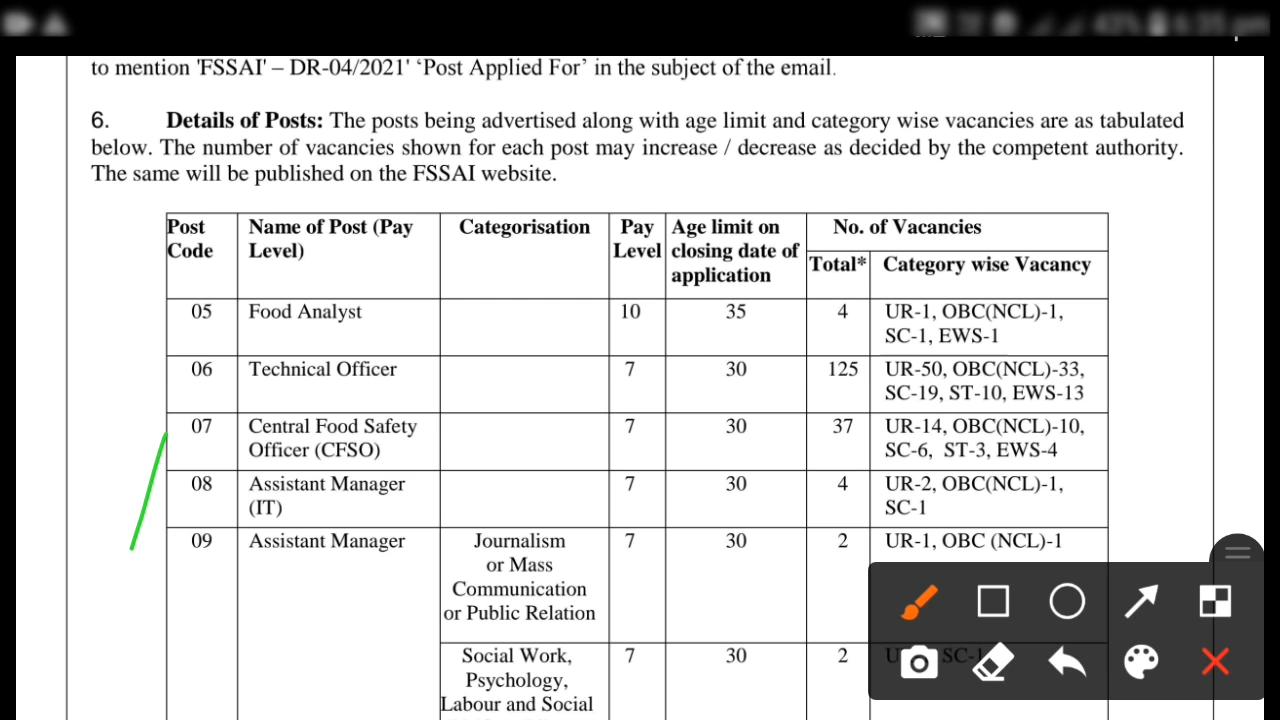 to mention 'FSSAI' – DR-04/2021' ‘Post Applied For’ in the subject of the email.
6. Details of Posts: The posts being advertised along with age limit and category wise vacancies are as tabulated
below. The number of vacancies shown for each post may increase / decrease as decided by the competent authority.
The same will be published on the FSSAI website.
Post Code | Name of Post (Pay Level) | Categorisation | Pay Level | Age limit on closing date of application | No. of Vacancies
Total* | Category wise Vacancy
05 Food Analyst 10 35 4 UR-1, OBC(NCL)-1,
SC-1, EWS-1
06 Technical Officer 7 30 125 UR-50, OBC(NCL)-33,
SC-19, ST-10, EWS-13
07 Central Food Safety 7 30 37 UR-14, OBC(NCL)-10,
Officer (CFSO) SC-6, ST-3, EWS-4
08 Assistant Manager 7 30 4 UR-2, OBC(NCL)-1,
(IT) SC-1
09 Assistant Manager Journalism 7 30 2 UR-1, OBC (NCL)-1
or Mass
Communication
or Public Relation
Social Work, 7 30 2
Psychology,
Labour and Social